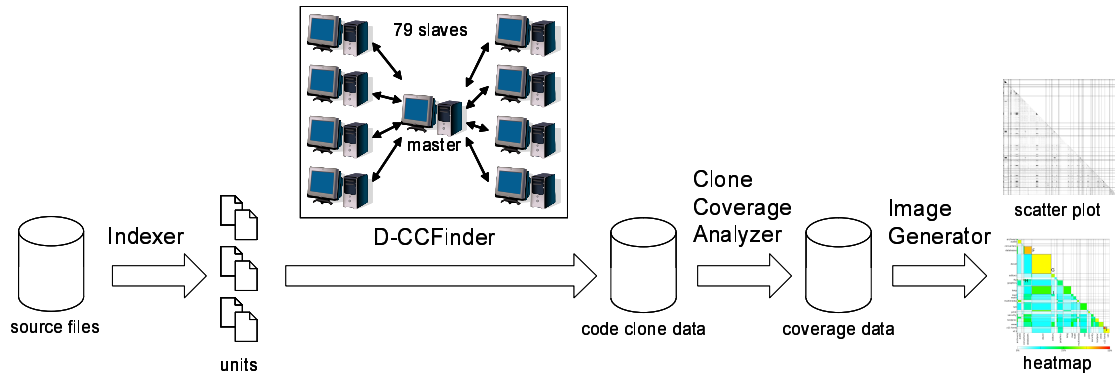 79 slaves
master
Indexer
D-CCFinder
Clone
Coverage
Analyzer
Image
Generator
source files
units
code clone data
coverage data
scatter plot
heatmap